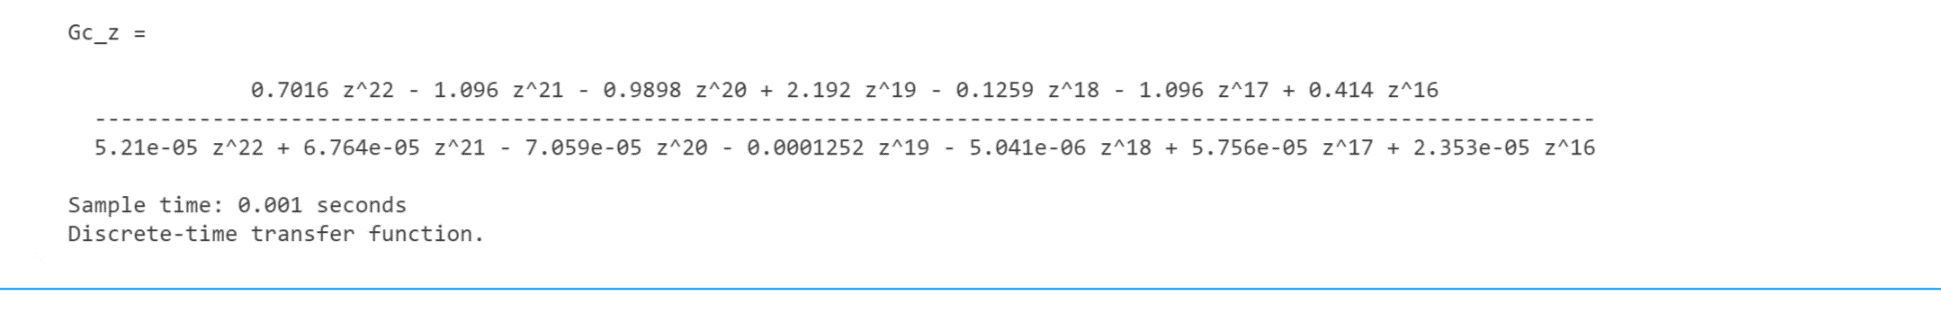 Gc_z =
0.7016 z^22 - 1.096 z^21 - 0.9898 z^20 + 2.192 z^19 - 0.1259 z^18 - 1.096 z^17 + 0.414 z^16
-------------------------------------------------------------------------------------------------------------------
5.21e-05 z^22 + 6.764e-05 z^21 - 7.059e-05 z^20 - 0.0001252 z^19 - 5.041e-06 z^18 + 5.756e-05 z^17 + 2.353e-05 z^16
Sample time: 0.001 seconds
Discrete-time transfer function.